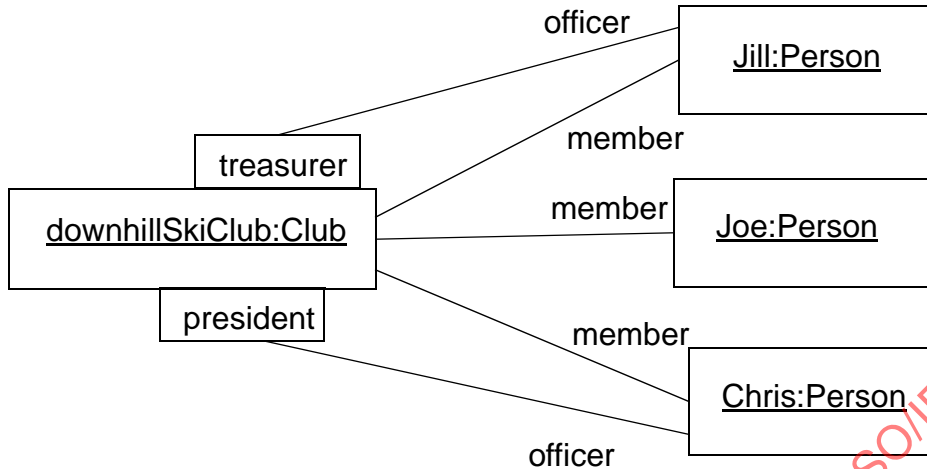 officer
Jill:Person
member
treasurer
member
Joe:Person
downhillSkiClub:Club
president
member
Chris:Person
officer